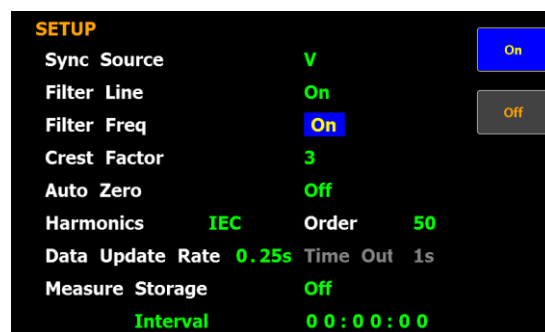 SETUP
Sync Source V
Filter Line On
Filter Freq On
Crest Factor 3
Auto Zero Off
Harmonics IEC Order 50
Data Update Rate 0.25s Time Out 1s
Measure Storage Off
Interval 00:00:00
On
Off